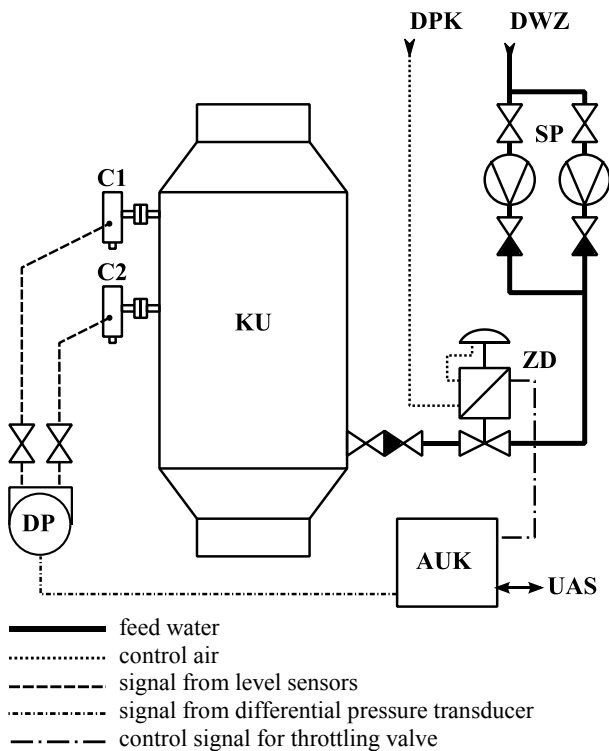 DPK DWZ
SP
C1
C2
KU
ZD
DP
AUK
UAS
feed water
control air
signal from level sensors
signal from differential pressure transducer
control signal for throttling valve